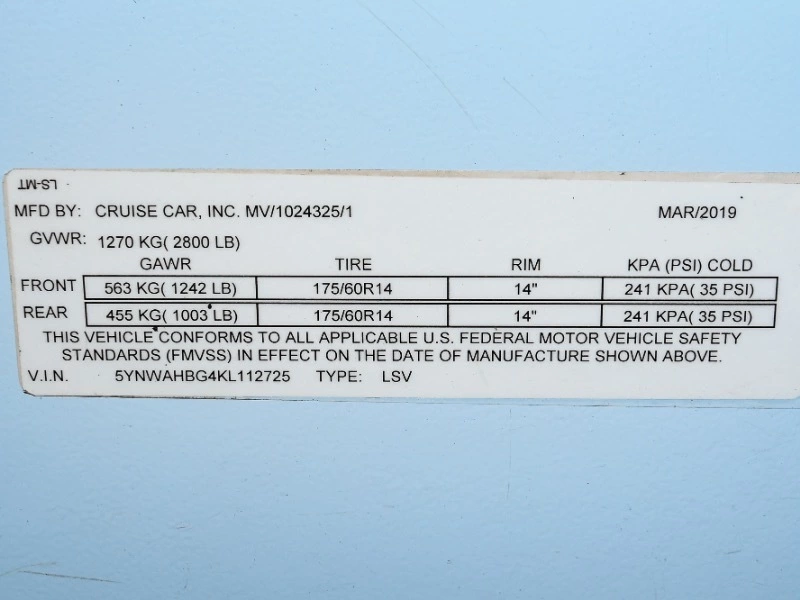 LS-MT
MFD BY: CRUISE CAR, INC. MV/1024325/1 MAR/2019
GVWR: 1270 KG( 2800 LB)
GAWR TIRE RIM KPA (PSI) COLD
FRONT 563 KG( 1242 LB) 175/60R14 14" 241 KPA( 35 PSI)
REAR 455 KG( 1003 LB) 175/60R14 14" 241 KPA( 35 PSI)
THIS VEHICLE CONFORMS TO ALL APPLICABLE U.S. FEDERAL MOTOR VEHICLE SAFETY
STANDARDS (FMVSS) IN EFFECT ON THE DATE OF MANUFACTURE SHOWN ABOVE.
V.I.N. 5YNWAHBG4KL112725 TYPE: LSV